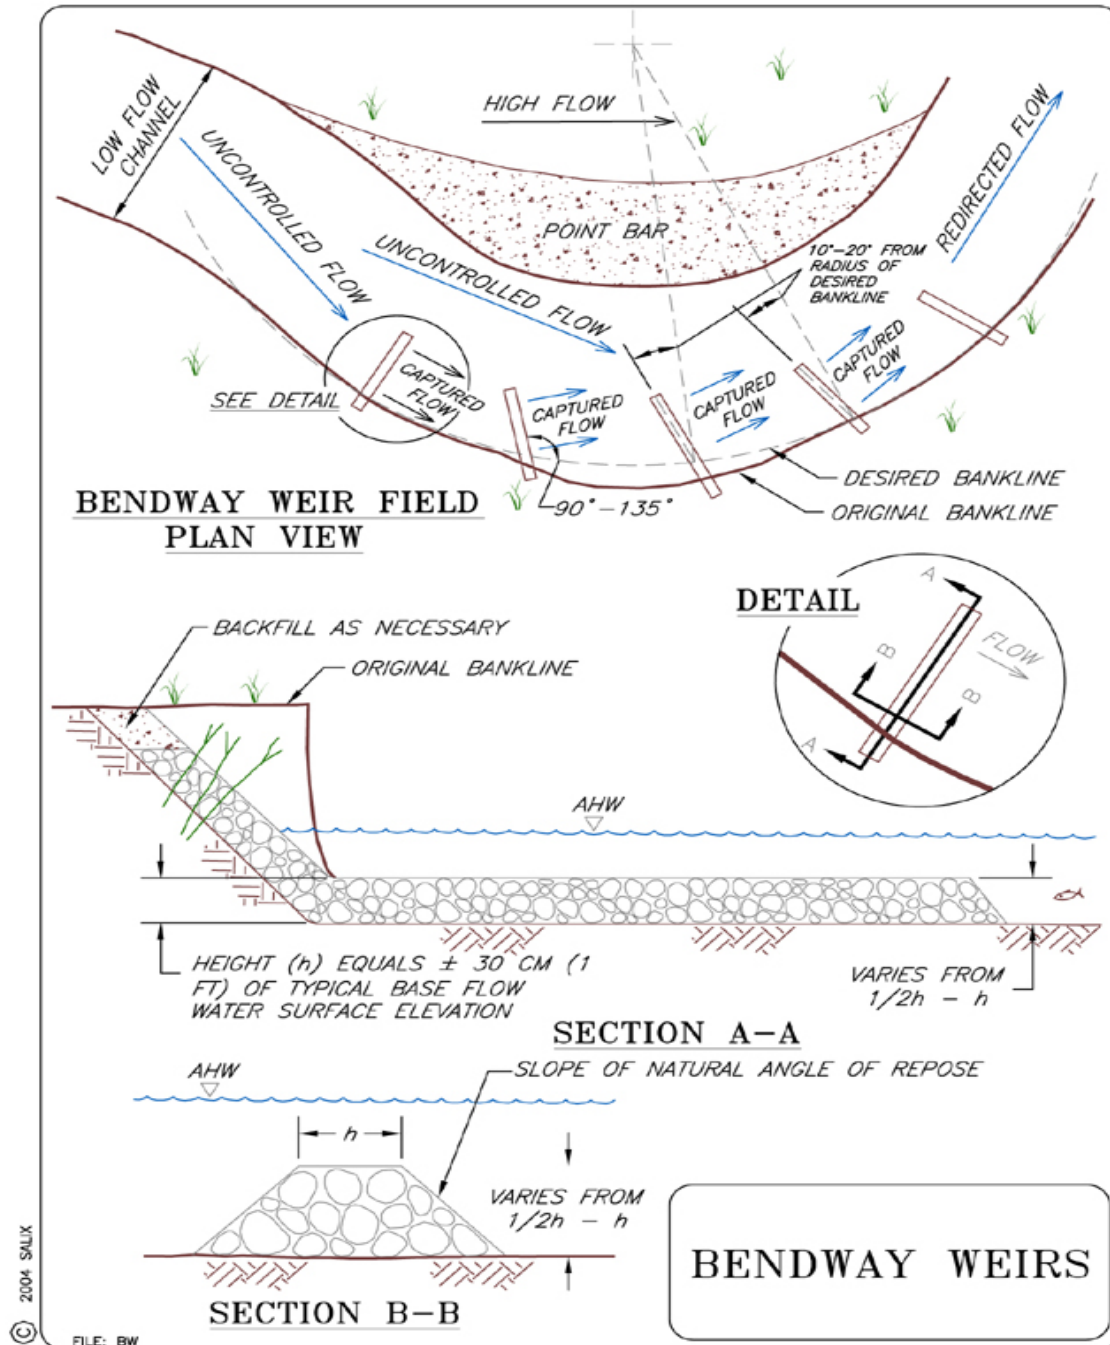 LOW FLOW
CHANNEL
UNCONTROLLED FLOW
HIGH FLOW
UNCONTROLLED FLOW
POINT BAR
10°-20° FROM
RADIUS OF
DESIRED
BANKLINE
REDIRECTED FLOW
SEE DETAIL
CAPTURED
FLOW
CAPTURED
FLOW
CAPTURED
FLOW
CAPTURED
FLOW
90°-135°
DESIRED BANKLINE
ORIGINAL BANKLINE
BENDWAY WEIR FIELD
PLAN VIEW
DETAIL
A
B
FLOW
B
A
BACKFILL AS NECESSARY
ORIGINAL BANKLINE
AHW
HEIGHT (h) EQUALS ± 30 CM (1
FT) OF TYPICAL BASE FLOW
WATER SURFACE ELEVATION
VARIES FROM
1/2h - h
SECTION A-A
AHW
SLOPE OF NATURAL ANGLE OF REPOSE
h
VARIES FROM
1/2h - h
SECTION B-B
BENDWAY WEIRS
© 2004 SALIX
FILE: BW